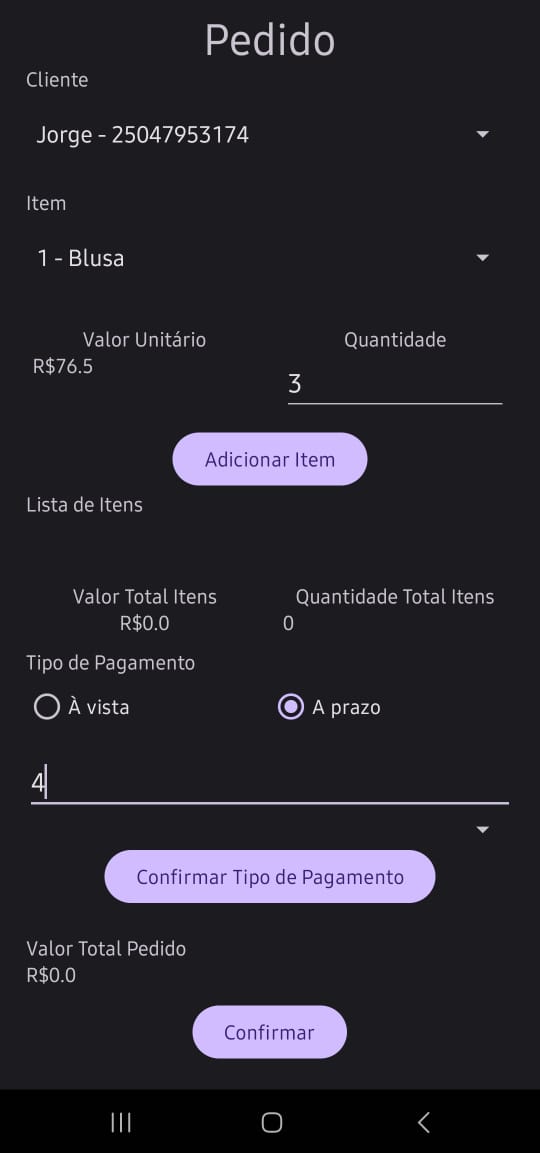 Pedido
Cliente
Jorge - 25047953174
Item
1 - Blusa
Valor Unitário Quantidade
R$76.5
3
Adicionar Item
Lista de Itens
Valor Total Itens Quantidade Total Itens
R$0.0 0
Tipo de Pagamento
À vista A prazo
4
Confirmar Tipo de Pagamento
Valor Total Pedido
R$0.0
Confirmar